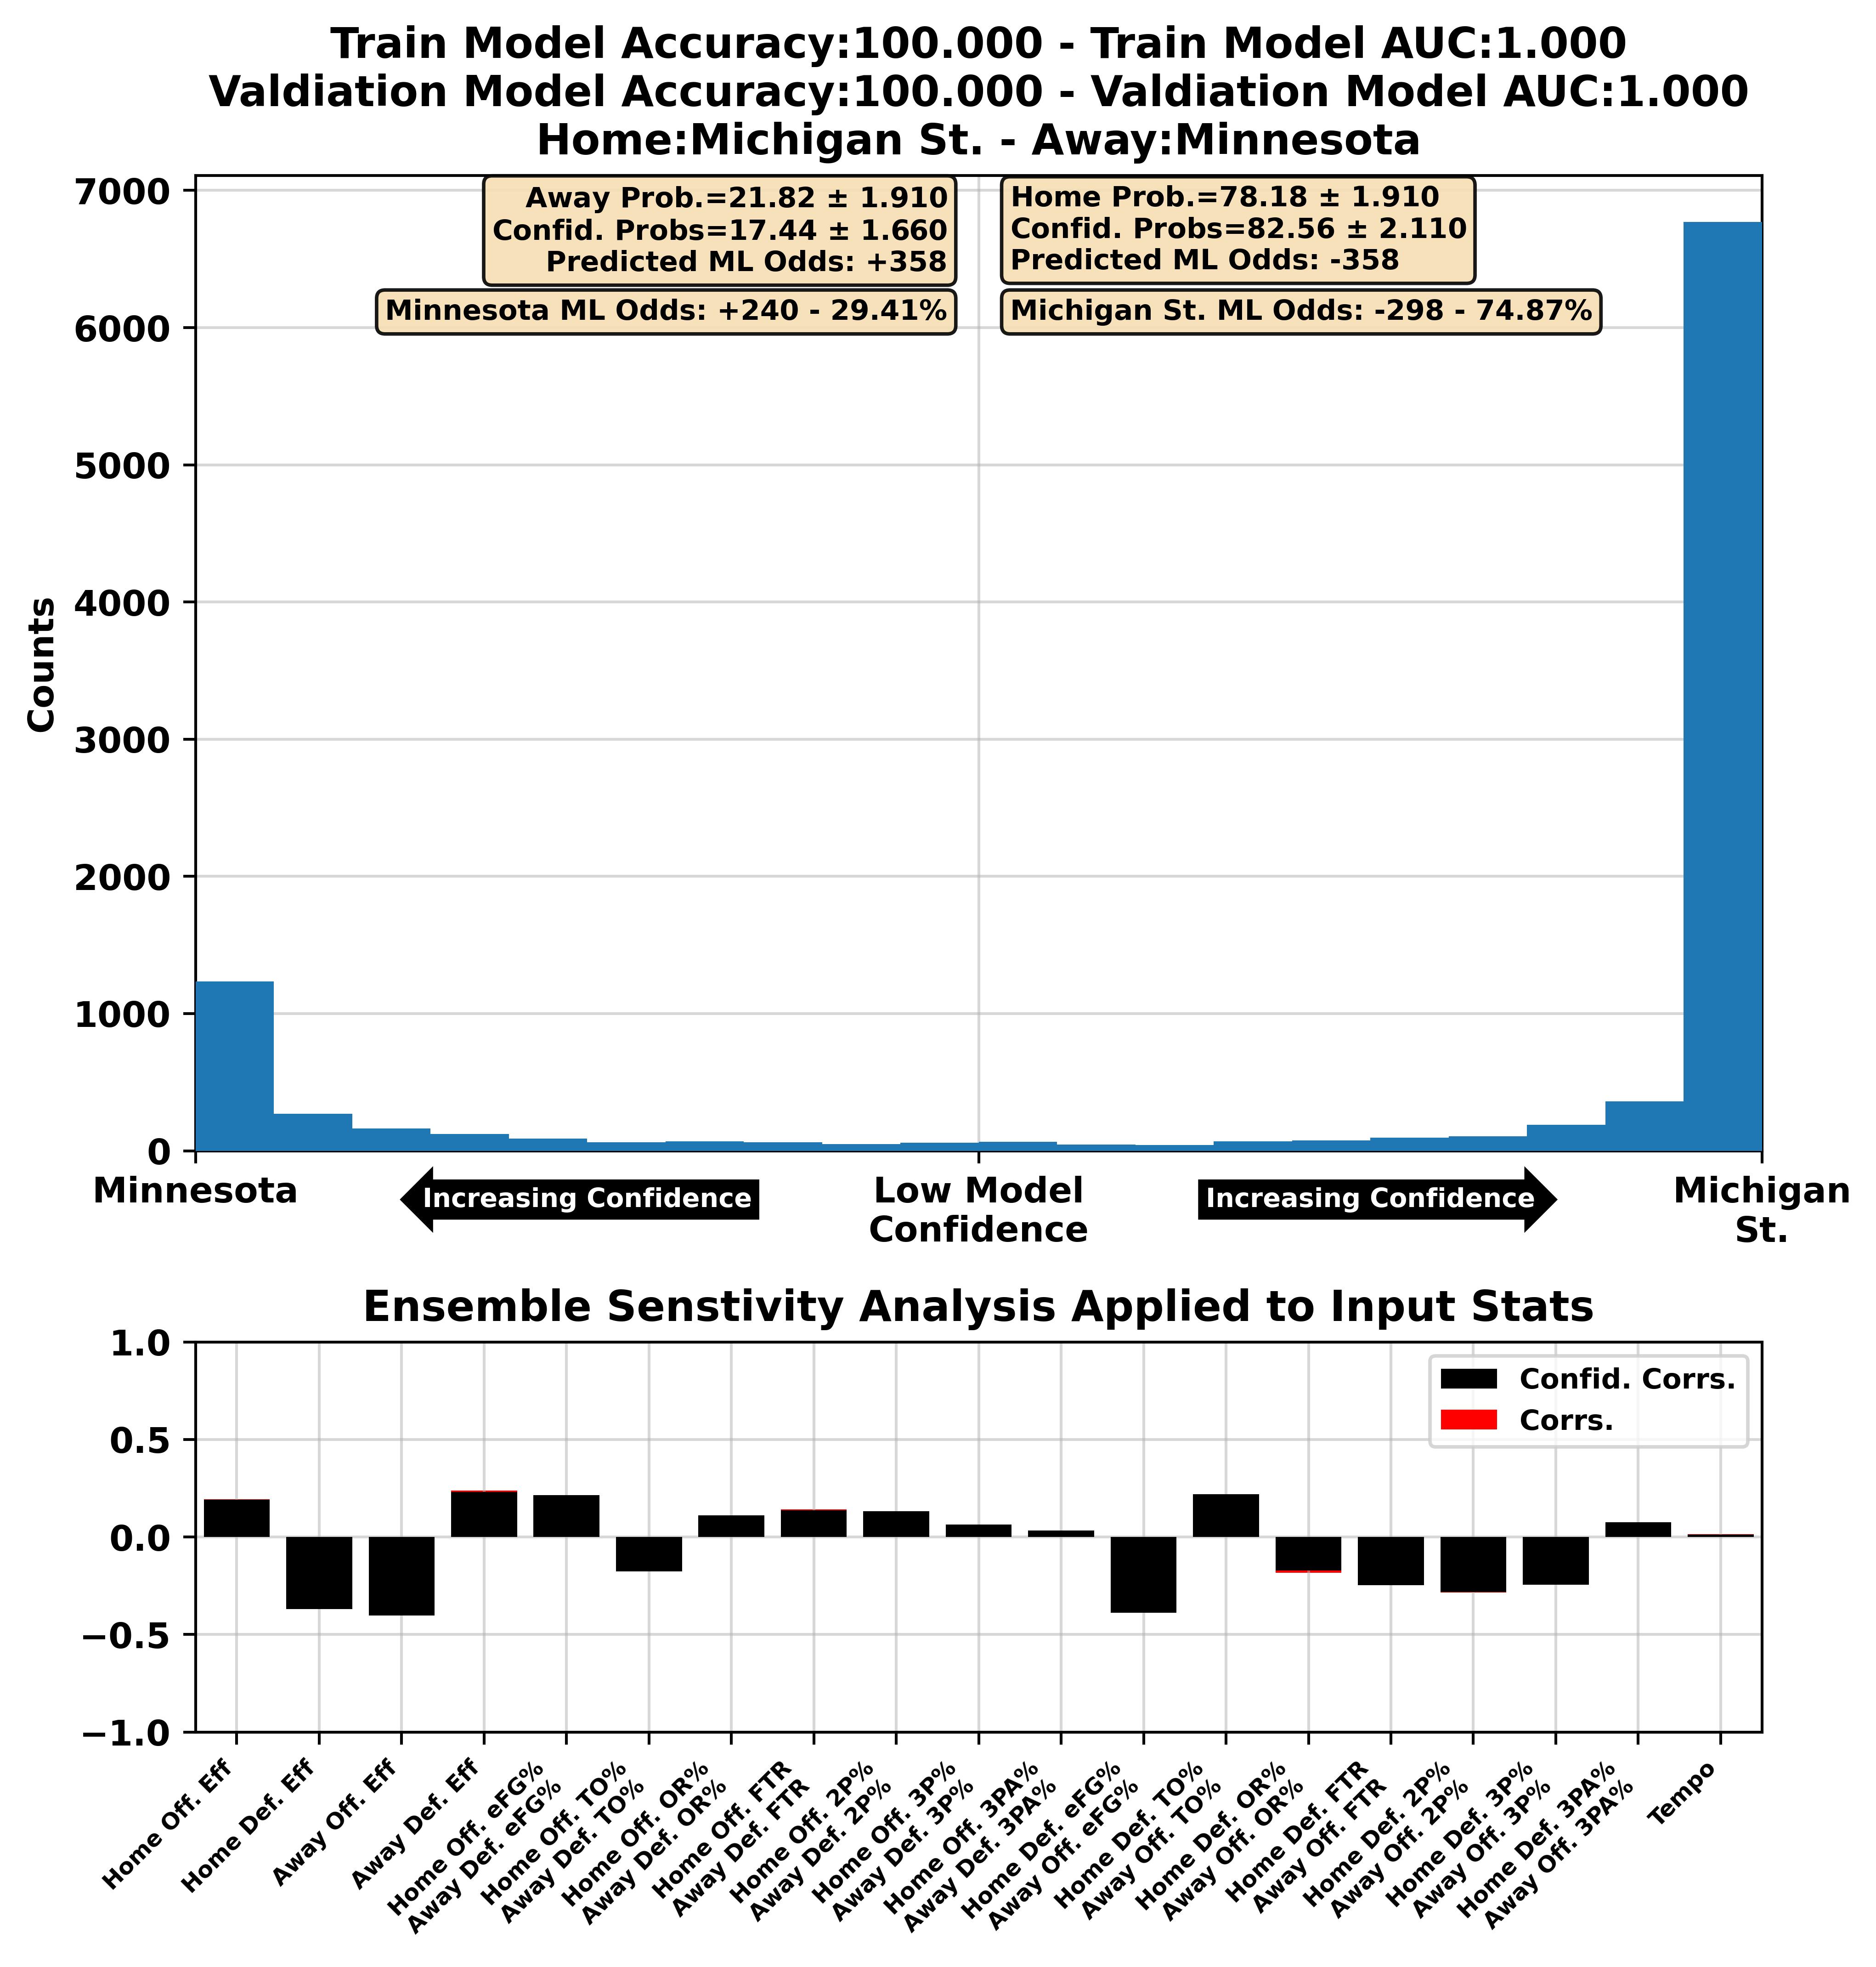 Train Model Accuracy:100.000 - Train Model AUC:1.000
Valdiation Model Accuracy:100.000 - Valdiation Model AUC:1.000
Home:Michigan St. - Away:Minnesota
Away Prob.=21.82 ± 1.910
Confid. Probs=17.44 ± 1.660
Predicted ML Odds: +358
Minnesota ML Odds: +240 - 29.41%
Home Prob.=78.18 ± 1.910
Confid. Probs=82.56 ± 2.110
Predicted ML Odds: -358
Michigan St. ML Odds: -298 - 74.87%
Counts
7000
6000
5000
4000
3000
2000
1000
0
Minnesota
Increasing Confidence
Low Model
Confidence
Increasing Confidence
Michigan
St.
Ensemble Senstivity Analysis Applied to Input Stats
1.0
0.5
0.0
−0.5
−1.0
Confid. Corrs.
Corrs.
Home Off. Eff
Home Def. Eff
Away Off. Eff
Away Def. Eff
Home Off. eFG%
Away Def. eFG%
Home Off. TO%
Away Def. TO%
Home Off. OR%
Away Def. OR%
Home Off. FTR
Away Def. FTR
Home Off. 2P%
Away Def. 2P%
Home Off. 3P%
Away Def. 3P%
Home Off. 3PA%
Away Def. 3PA%
Home Def. eFG%
Away Off. eFG%
Home Def. TO%
Away Off. TO%
Home Def. OR%
Away Off. OR%
Home Def. FTR
Away Off. FTR
Home Def. 2P%
Away Off. 2P%
Home Def. 3P%
Away Off. 3P%
Home Def. 3PA%
Away Off. 3PA%
Tempo